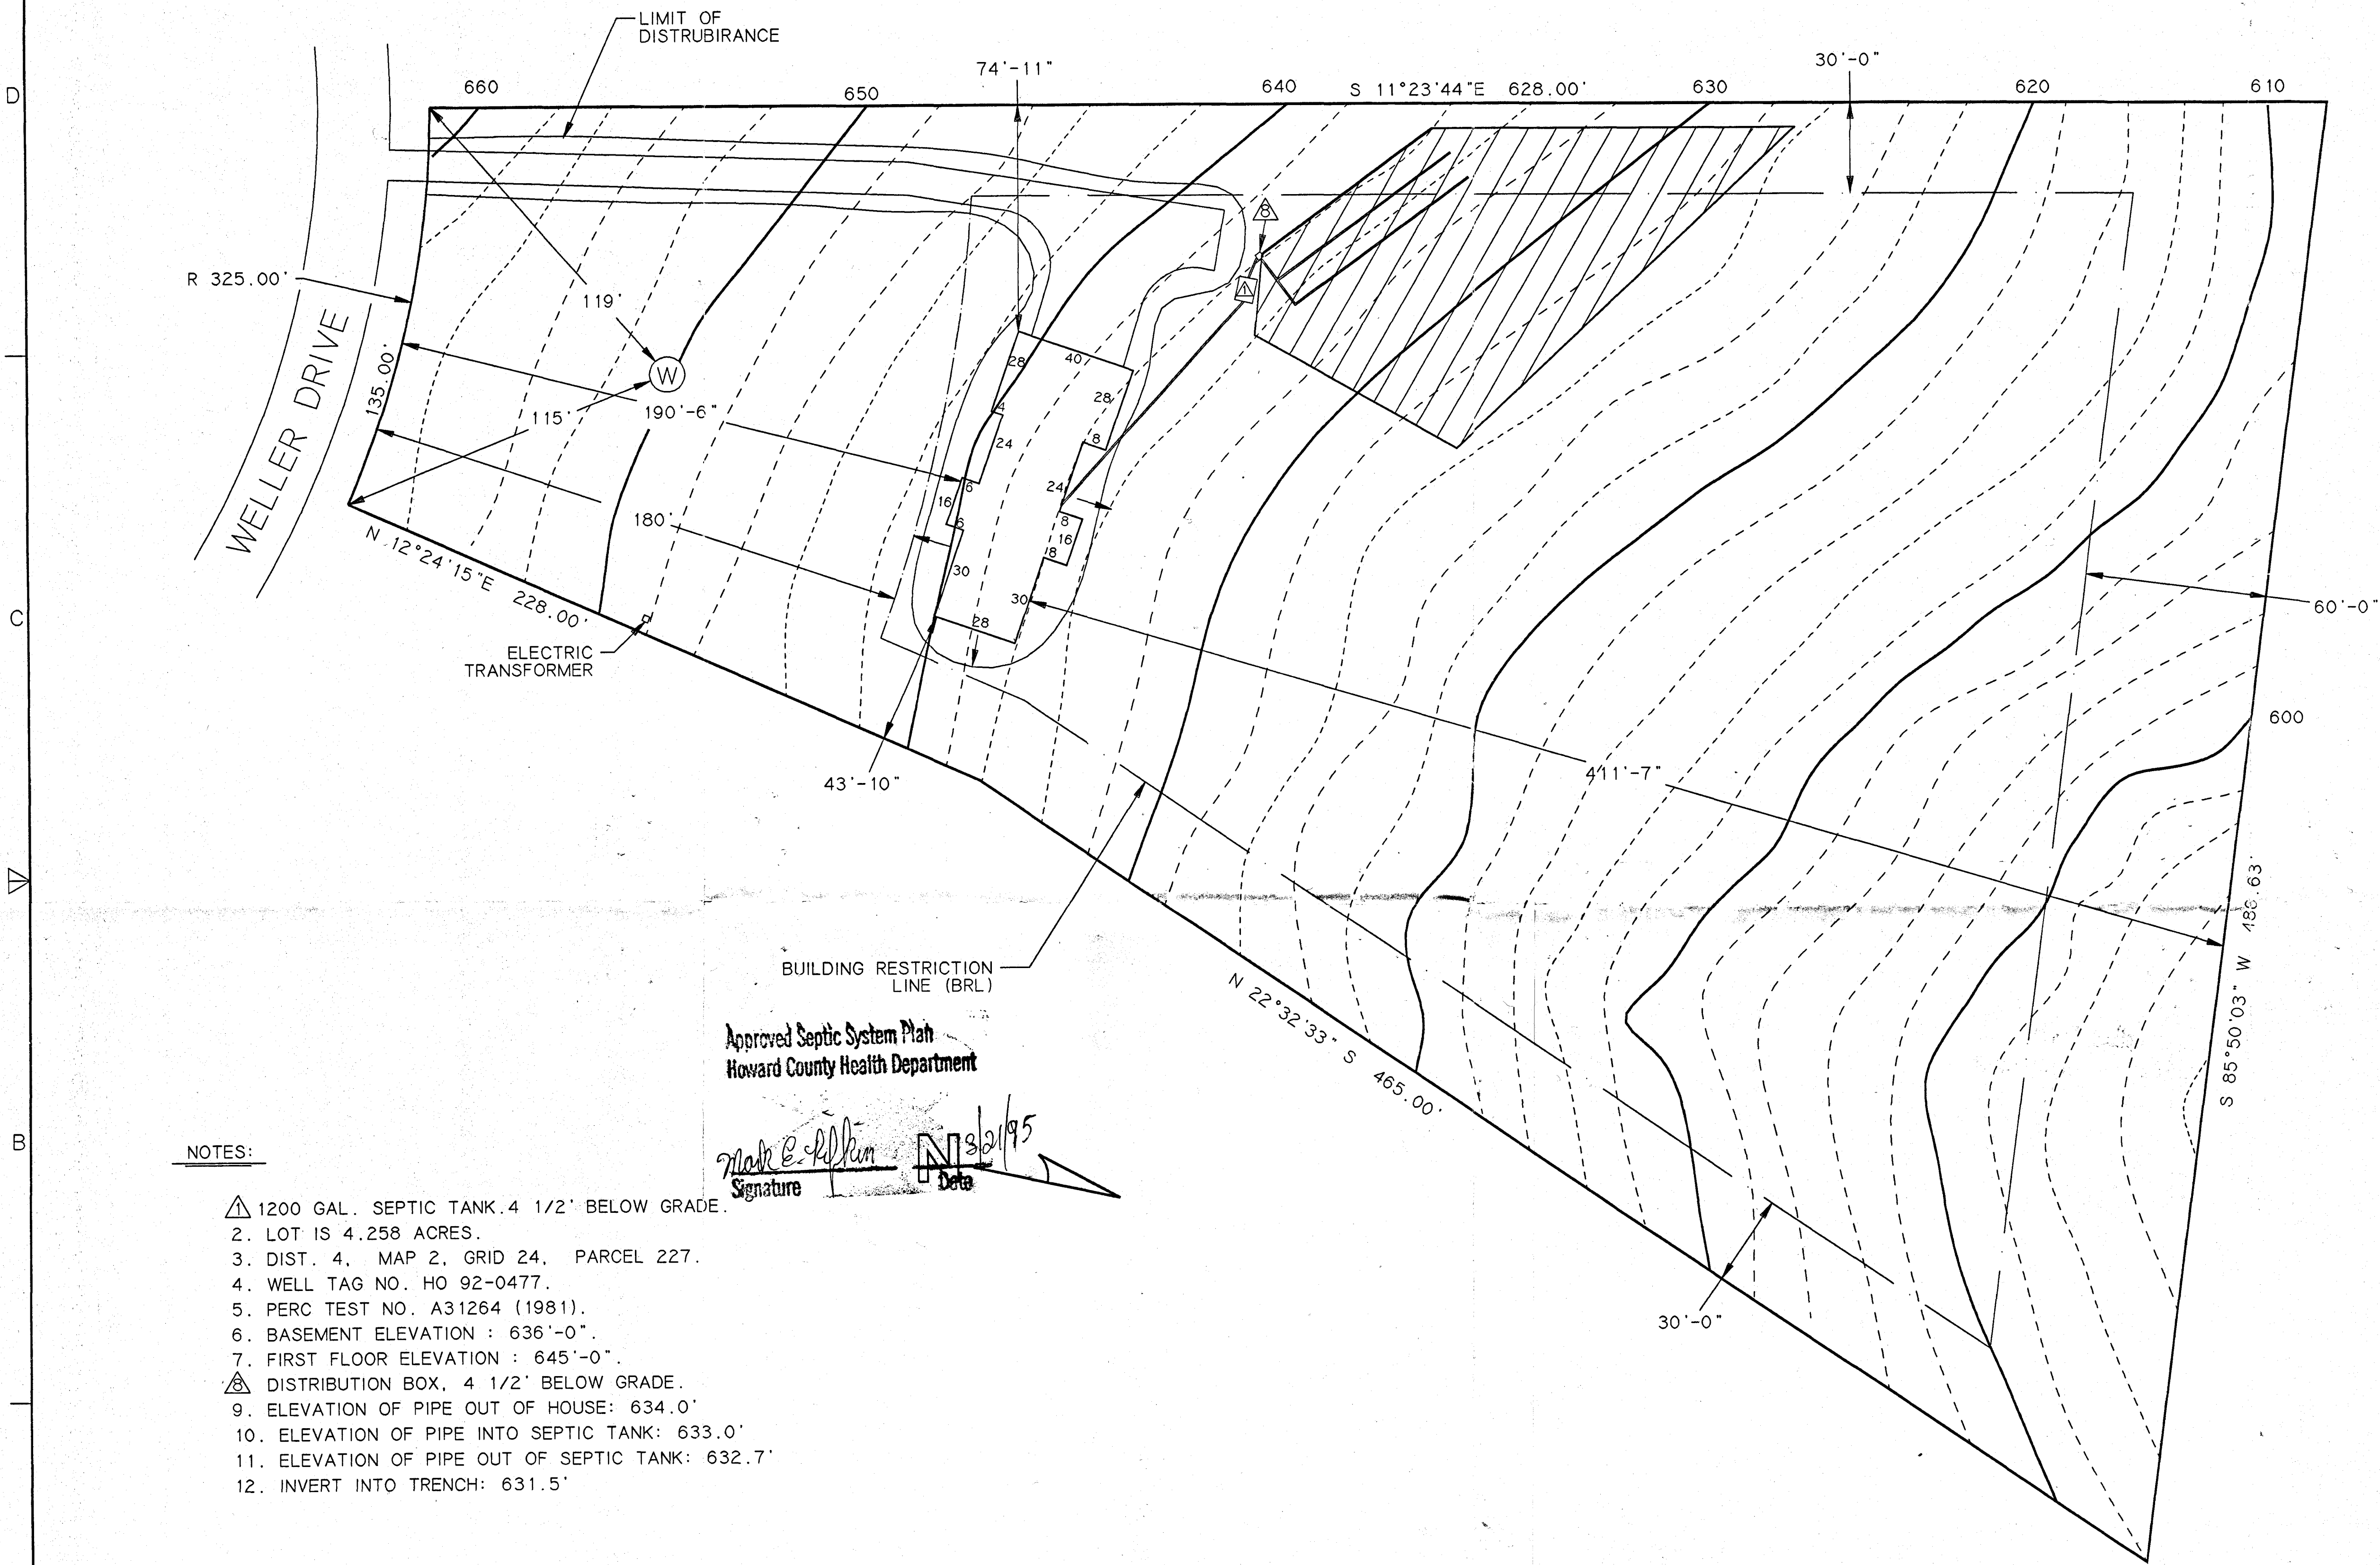 LIMIT OF
DISTRUBIRANCE
74'-11"
30'-0"
D
660
650
640
S 11°23'44"E 628.00'
630
620
610
8
R 325.00'
119'
1
WELLER DRIVE
135.00'
W
115'
190'-6"
28
40
28
4
24
8
6
24
16
6
8
16
8
180'
30
30
28
N 12°24'15"E 228.00'
C
60'-0"
ELECTRIC
TRANSFORMER
600
43'-10"
411'-7"
BUILDING RESTRICTION
LINE (BRL)
N 22°32'33" S 465.00'
S 85°50'03" W
Approved Septic System Plan
Howard County Health Department
B
N
3/21/95
Signature
Date
30'-0"
NOTES:
1 1200 GAL. SEPTIC TANK.4 1/2' BELOW GRADE.
2. LOT IS 4.258 ACRES.
3. DIST. 4, MAP 2, GRID 24, PARCEL 227.
4. WELL TAG NO. HO 92-0477.
5. PERC TEST NO. A31264 (1981).
6. BASEMENT ELEVATION : 636'-0".
7. FIRST FLOOR ELEVATION : 645'-0".
8 DISTRIBUTION BOX, 4 1/2' BELOW GRADE.
9. ELEVATION OF PIPE OUT OF HOUSE: 634.0'
10. ELEVATION OF PIPE INTO SEPTIC TANK: 633.0'
11. ELEVATION OF PIPE OUT OF SEPTIC TANK: 632.7'
12. INVERT INTO TRENCH: 631.5'